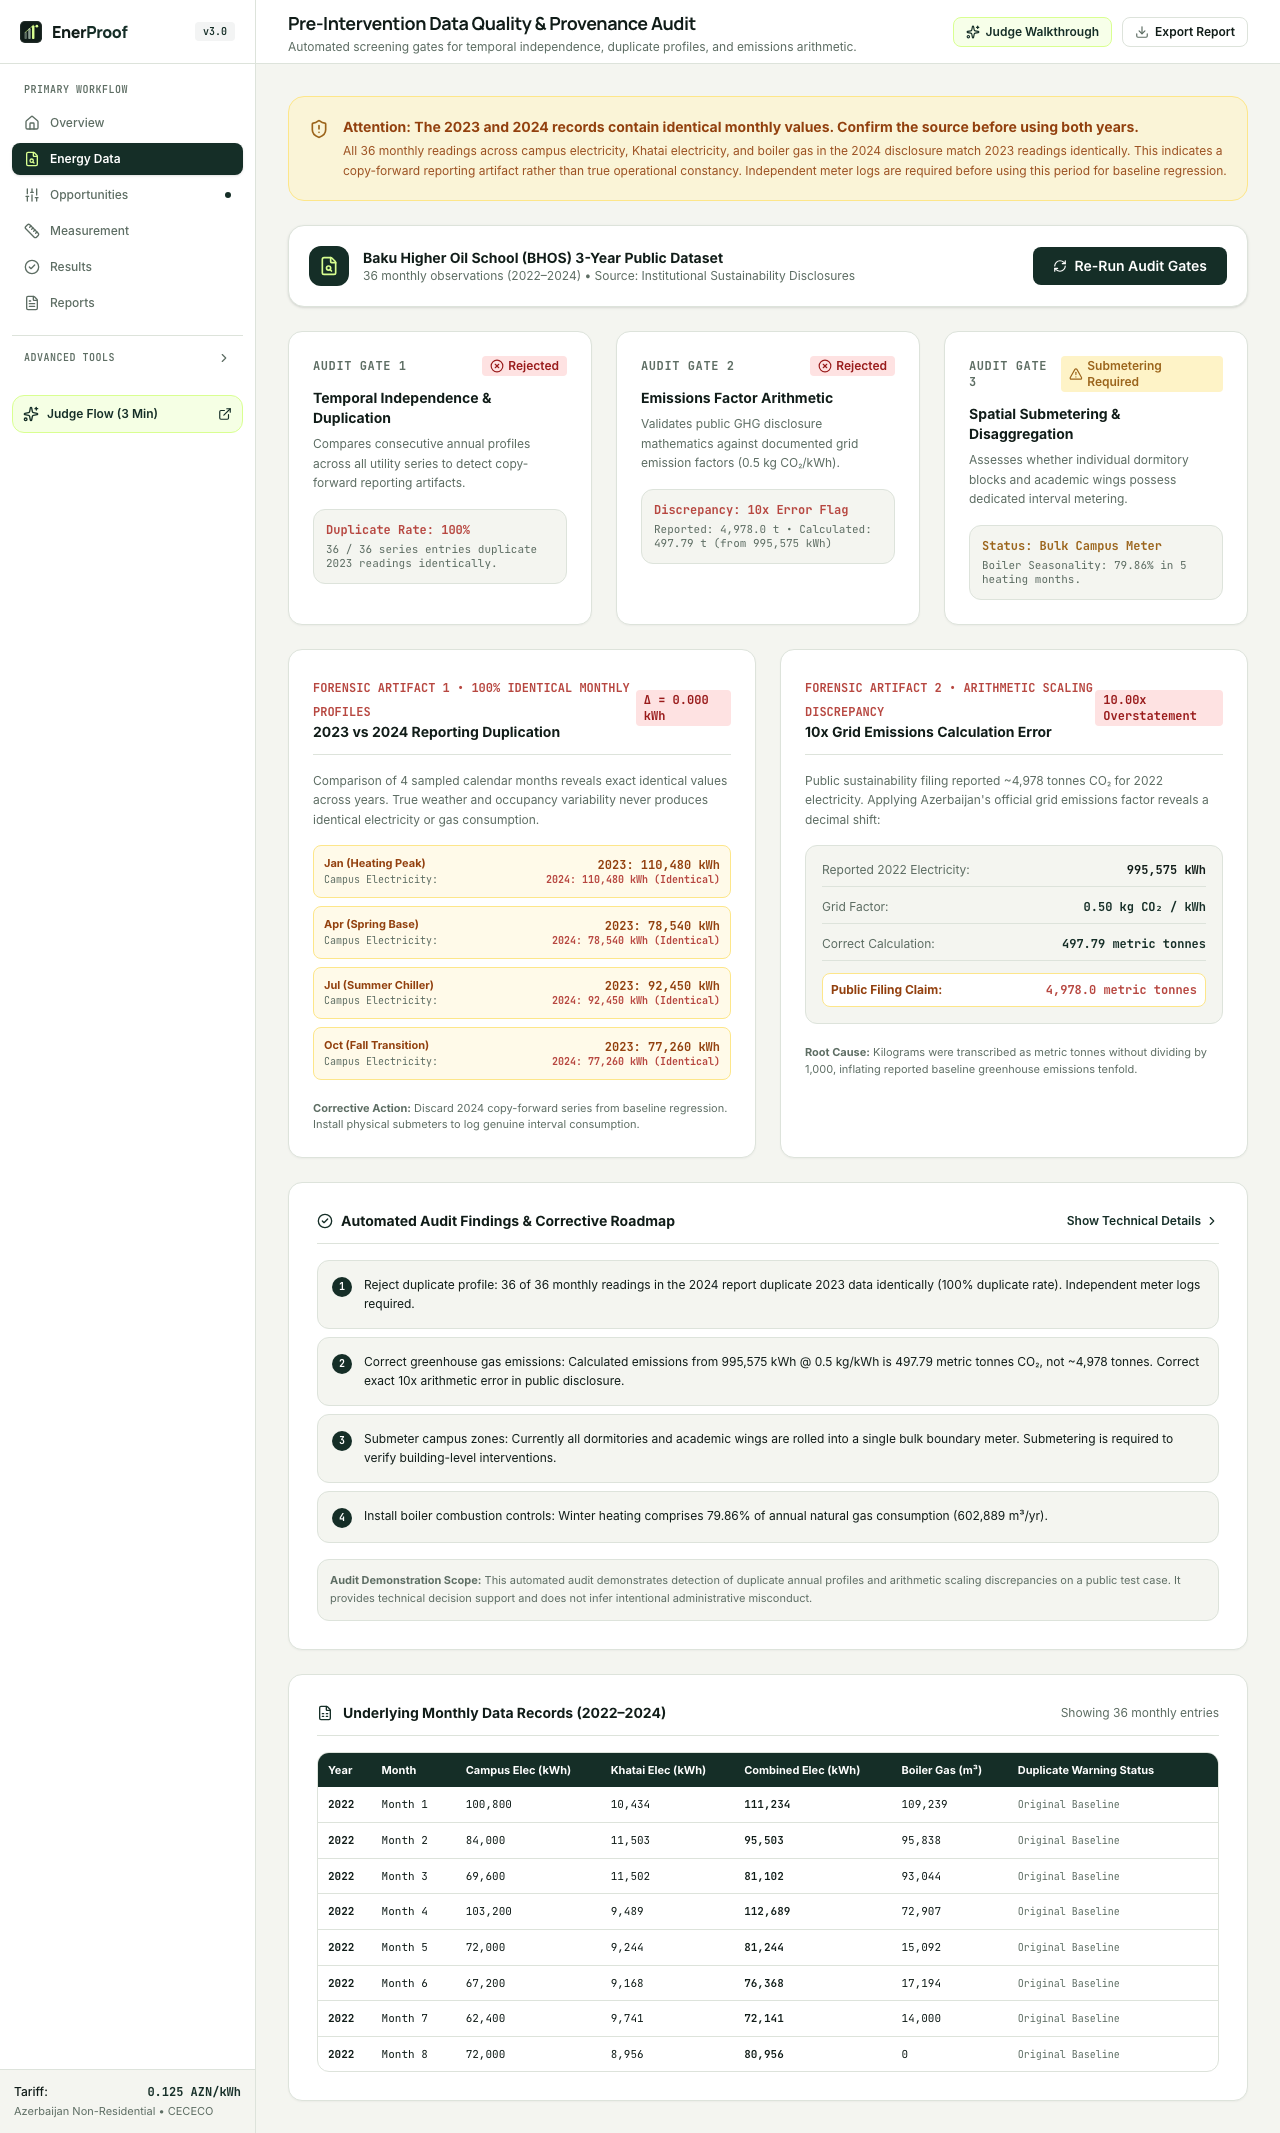 EnerProof
v3.0
PRIMARY WORKFLOW
Overview
Energy Data
Opportunities
Measurement
Results
Reports
ADVANCED TOOLS
Judge Flow (3 Min)
Tariff: 0.125 AZN/kWh
Azerbaijan Non-Residential • CECECO
Pre-Intervention Data Quality & Provenance Audit
Automated screening gates for temporal independence, duplicate profiles, and emissions arithmetic.
Judge Walkthrough
Export Report
Attention: The 2023 and 2024 records contain identical monthly values. Confirm the source before using both years.
All 36 monthly readings across campus electricity, Khatai electricity, and boiler gas in the 2024 disclosure match 2023 readings identically. This indicates a
copy-forward reporting artifact rather than true operational constancy. Independent meter logs are required before using this period for baseline regression.
Baku Higher Oil School (BHOS) 3-Year Public Dataset
36 monthly observations (2022–2024) • Source: Institutional Sustainability Disclosures
Re-Run Audit Gates
AUDIT GATE 1
Rejected
Temporal Independence &
Duplication
Compares consecutive annual profiles
across all utility series to detect copy-
forward reporting artifacts.
Duplicate Rate: 100%
36 / 36 series entries duplicate
2023 readings identically.
AUDIT GATE 2
Rejected
Emissions Factor Arithmetic
Validates public GHG disclosure
mathematics against documented grid
emission factors (0.5 kg CO₂/kWh).
Discrepancy: 10x Error Flag
Reported: 4,978.0 t • Calculated:
497.79 t (from 995,575 kWh)
AUDIT GATE
3
Submetering
Required
Spatial Submetering &
Disaggregation
Assesses whether individual dormitory
blocks and academic wings possess
dedicated interval metering.
Status: Bulk Campus Meter
Boiler Seasonality: 79.86% in 5
heating months.
FORENSIC ARTIFACT 1 • 100% IDENTICAL MONTHLY
PROFILES
Δ = 0.000
kWh
2023 vs 2024 Reporting Duplication
Comparison of 4 sampled calendar months reveals exact identical values
across years. True weather and occupancy variability never produces
identical electricity or gas consumption.
Jan (Heating Peak) 2023: 110,480 kWh
Campus Electricity: 2024: 110,480 kWh (Identical)
Apr (Spring Base) 2023: 78,540 kWh
Campus Electricity: 2024: 78,540 kWh (Identical)
Jul (Summer Chiller) 2023: 92,450 kWh
Campus Electricity: 2024: 92,450 kWh (Identical)
Oct (Fall Transition) 2023: 77,260 kWh
Campus Electricity: 2024: 77,260 kWh (Identical)
Corrective Action: Discard 2024 copy-forward series from baseline regression.
Install physical submeters to log genuine interval consumption.
FORENSIC ARTIFACT 2 • ARITHMETIC SCALING
DISCREPANCY
10.00x
Overstatement
10x Grid Emissions Calculation Error
Public sustainability filing reported ~4,978 tonnes CO₂ for 2022
electricity. Applying Azerbaijan's official grid emissions factor reveals a
decimal shift:
Reported 2022 Electricity: 995,575 kWh
Grid Factor: 0.50 kg CO₂ / kWh
Correct Calculation: 497.79 metric tonnes
Public Filing Claim: 4,978.0 metric tonnes
Root Cause: Kilograms were transcribed as metric tonnes without dividing by
1,000, inflating reported baseline greenhouse emissions tenfold.
Automated Audit Findings & Corrective Roadmap
Show Technical Details
1 Reject duplicate profile: 36 of 36 monthly readings in the 2024 report duplicate 2023 data identically (100% duplicate rate). Independent meter logs
required.
2 Correct greenhouse gas emissions: Calculated emissions from 995,575 kWh @ 0.5 kg/kWh is 497.79 metric tonnes CO₂, not ~4,978 tonnes. Correct
exact 10x arithmetic error in public disclosure.
3 Submeter campus zones: Currently all dormitories and academic wings are rolled into a single bulk boundary meter. Submetering is required to
verify building-level interventions.
4 Install boiler combustion controls: Winter heating comprises 79.86% of annual natural gas consumption (602,889 m³/yr).
Audit Demonstration Scope: This automated audit demonstrates detection of duplicate annual profiles and arithmetic scaling discrepancies on a public test case. It
provides technical decision support and does not infer intentional administrative misconduct.
Underlying Monthly Data Records (2022–2024)
Showing 36 monthly entries
Year Month Campus Elec (kWh) Khatai Elec (kWh) Combined Elec (kWh) Boiler Gas (m³) Duplicate Warning Status
2022 Month 1 100,800 10,434 111,234 109,239 Original Baseline
2022 Month 2 84,000 11,503 95,503 95,838 Original Baseline
2022 Month 3 69,600 11,502 81,102 93,044 Original Baseline
2022 Month 4 103,200 9,489 112,689 72,907 Original Baseline
2022 Month 5 72,000 9,244 81,244 15,092 Original Baseline
2022 Month 6 67,200 9,168 76,368 17,194 Original Baseline
2022 Month 7 62,400 9,741 72,141 14,000 Original Baseline
2022 Month 8 72,000 8,956 80,956 0 Original Baseline